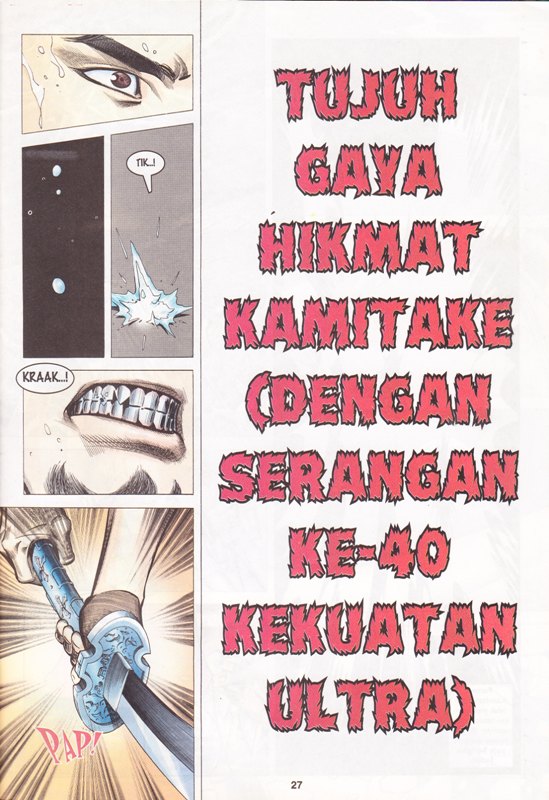 TIK..!
KRAAK...!
PAP!
TUJUH
GAYA
HIKMAT
KAMITAKE
(DENGAN
SERANGAN
KE-40
KEKUATAN
ULTRA)
27